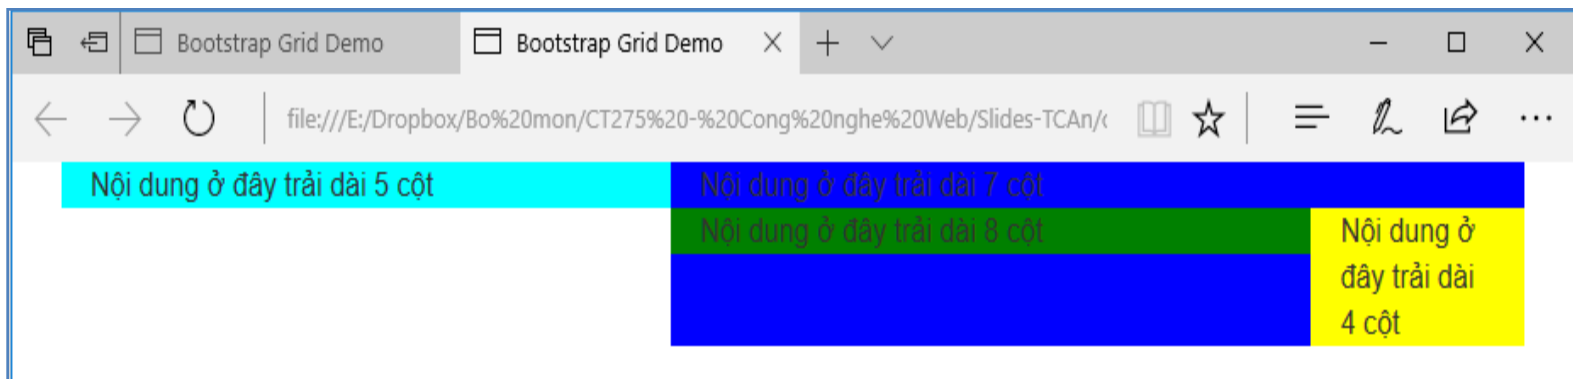 Bootstrap Grid Demo
Bootstrap Grid Demo
file:///E:/Dropbox/Bo%20mon/CT275%20-%20Cong%20nghe%20Web/Slides-TCAn/
Nội dung ở đây trải dài 5 cột
Nội dung ở đây trải dài 7 cột
Nội dung ở đây trải dài 8 cột
Nội dung ở
đây trải dài
4 cột